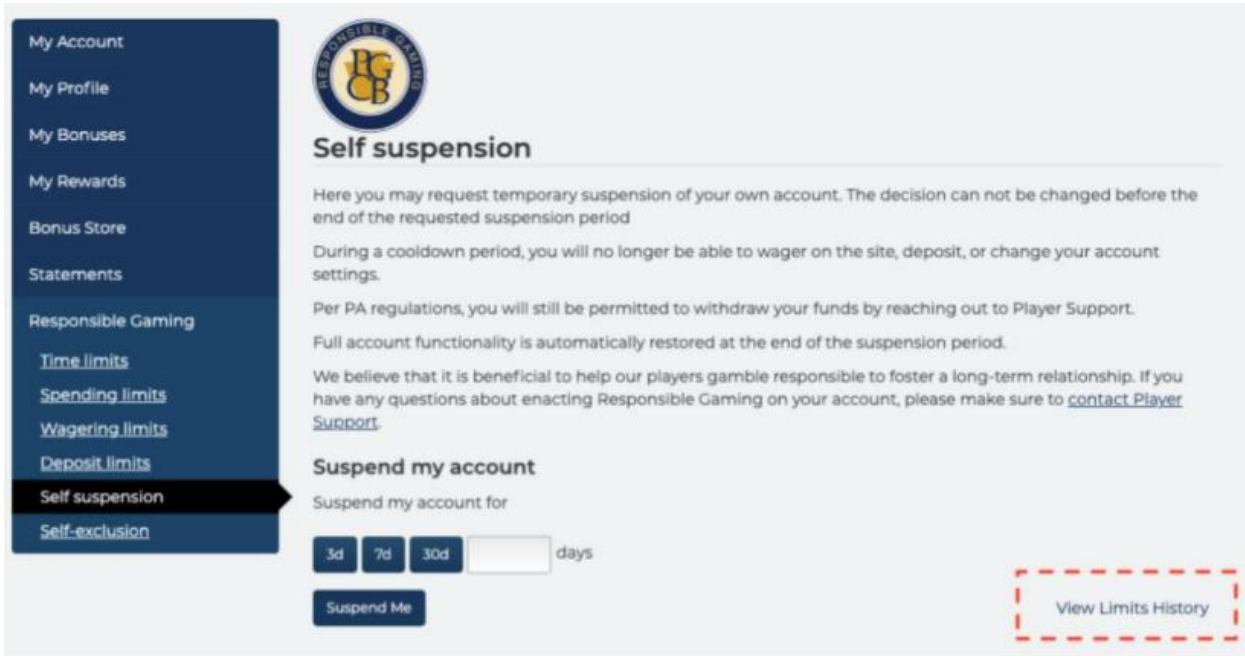 My Account
My Profile
My Bonuses
My Rewards
Bonus Store
Statements
Responsible Gaming
Time limits
Spending limits
Wagering limits
Deposit limits
Self suspension
Self-exclusion
RESPONSIBLE GAMING
PGCB
Self suspension
Here you may request temporary suspension of your own account. The decision can not be changed before the
end of the requested suspension period
During a cooldown period, you will no longer be able to wager on the site, deposit, or change your account
settings.
Per PA regulations, you will still be permitted to withdraw your funds by reaching out to Player Support.
Full account functionality is automatically restored at the end of the suspension period.
We believe that it is beneficial to help our players gamble responsible to foster a long-term relationship. If you
have any questions about enacting Responsible Gaming on your account, please make sure to contact Player
Support.
Suspend my account
Suspend my account for
3d 7d 30d days
Suspend Me
View Limits History